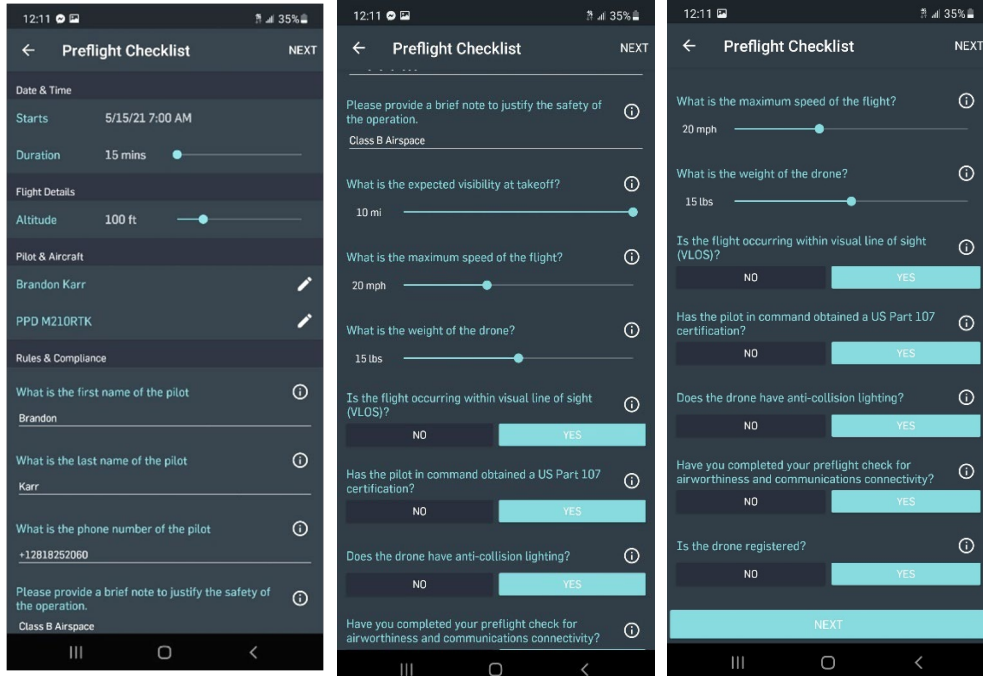 12:11 35%
Preflight Checklist NEXT
Date & Time
Starts 5/15/21 7:00 AM
Duration 15 mins
Flight Details
Altitude 100 ft
Pilot & Aircraft
Brandon Karr
PPD M210RTK
Rules & Compliance
What is the first name of the pilot
Brandon
What is the last name of the pilot
Karr
What is the phone number of the pilot
+12818252060
Please provide a brief note to justify the safety of
the operation.
Class B Airspace
12:11 35%
Preflight Checklist NEXT
Please provide a brief note to justify the safety of
the operation.
Class B Airspace
What is the expected visibility at takeoff?
10 mi
What is the maximum speed of the flight?
20 mph
What is the weight of the drone?
15 lbs
Is the flight occurring within visual line of sight
(VLOS)?
NO YES
Has the pilot in command obtained a US Part 107
certification?
NO YES
Does the drone have anti-collision lighting?
NO YES
Have you completed your preflight check for
airworthiness and communications connectivity?
12:11 35%
Preflight Checklist NEXT
What is the maximum speed of the flight?
20 mph
What is the weight of the drone?
15 lbs
Is the flight occurring within visual line of sight
(VLOS)?
NO YES
Has the pilot in command obtained a US Part 107
certification?
NO YES
Does the drone have anti-collision lighting?
NO YES
Have you completed your preflight check for
airworthiness and communications connectivity?
NO YES
Is the drone registered?
NO YES
NEXT